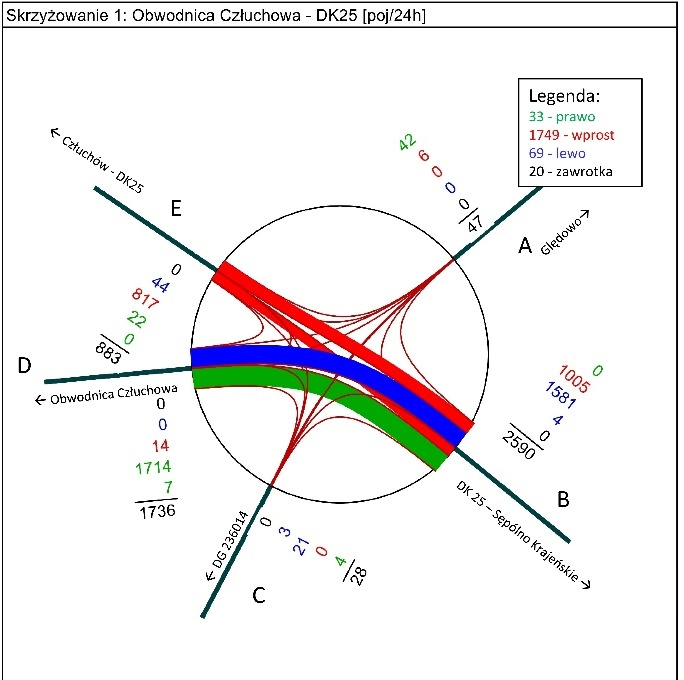 Skrzyżowanie 1: Obwodnica Człuchowa - DK25 [poj/24h]
Legenda:
33 - prawo
1749 - wprost
69 - lewo
20 - zawrotka
← Człuchów - DK25
E
42
6
0
0
0
47
A
Głędowo →
0
44
817
22
0
883
D
← Obwodnica Człuchowa
0
0
14
1714
7
1736
0
1005
1581
4
0
2590
B
DK 25 – Sępólno Krajeńskie →
← DG 236014
C
0
3
21
0
4
28